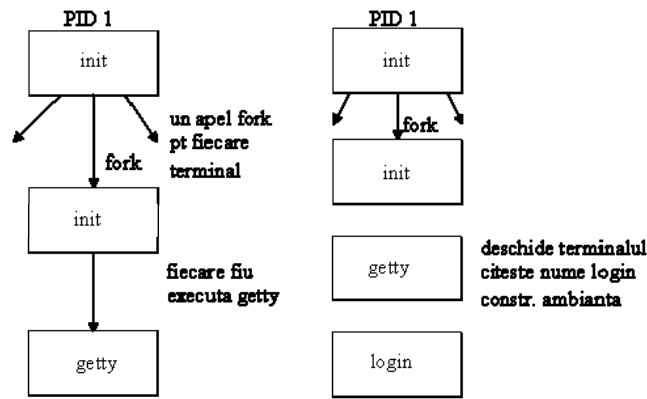 PID 1
init
un apel fork
pt fiecare
terminal
fork
init
fiecare fiu
executa getty
getty
PID 1
init
fork
init
getty
deschide terminalul
citeste nume login
constr. ambianta
login